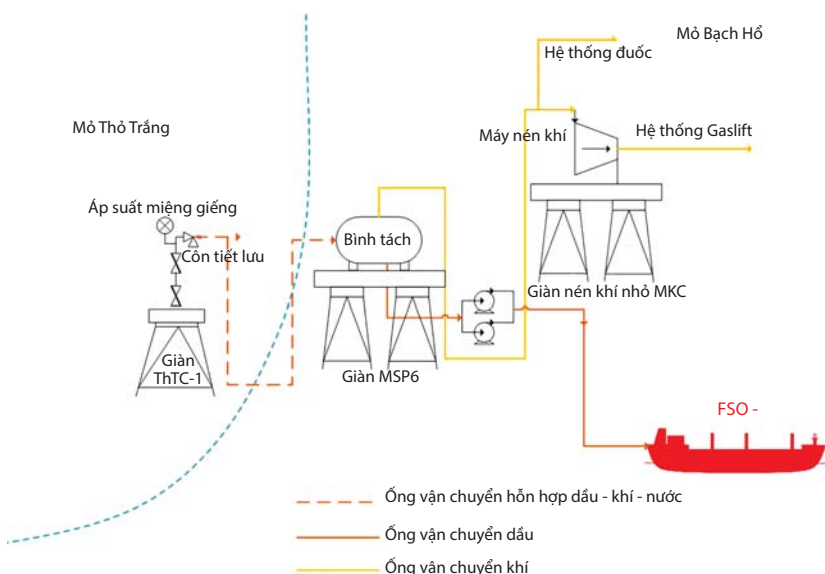 Mỏ Bạch Hổ
Hệ thống đuốc
Mỏ Thỏ Trắng
Máy nén khí
Hệ thống Gaslift
Áp suất miệng giếng
Bình tách
Côn tiết lưu
Giàn nén khí nhỏ MKC
Giàn
ThTC-1
Giàn MSP6
FSO -
Ống vận chuyển hỗn hợp dầu - khí - nước
Ống vận chuyển dầu
Ống vận chuyển khí